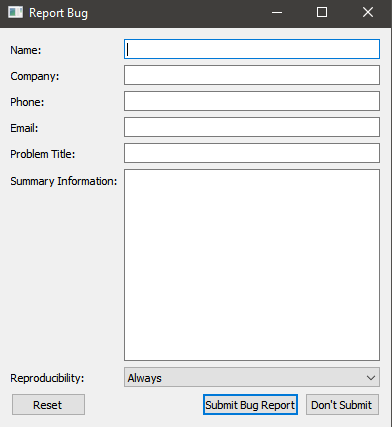 Report Bug
Name:
Company:
Phone:
Email:
Problem Title:
Summary Information:
Reproducibility: Always
Reset Submit Bug Report Don't Submit